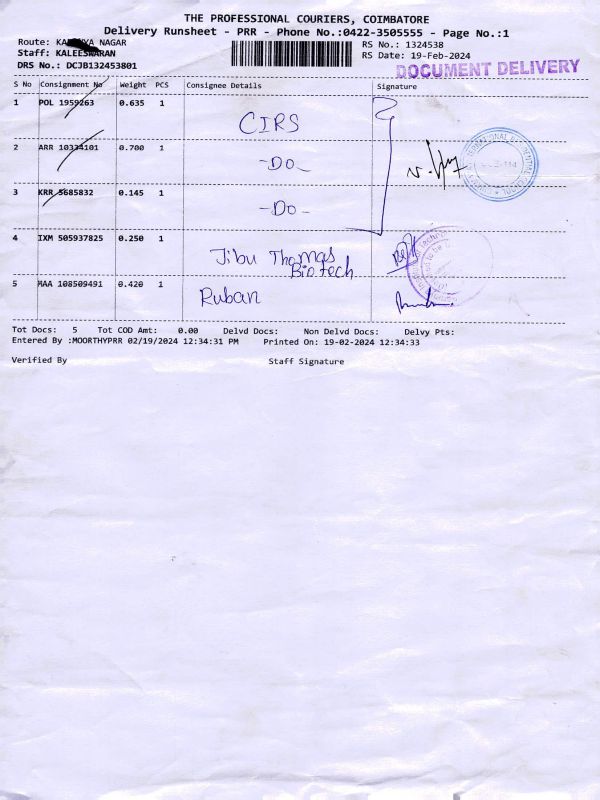 THE PROFESSIONAL COURIERS, COIMBATORE
Delivery Runsheet - PRR - Phone No.:0422-3505555 - Page No.:1
Route: NAGAR
Staff: KALEESWARAN
DRS No.: DCJB132453801
RS No.: 1324538
RS Date: 19-Feb-2024
DOCUMENT DELIVERY
S No Consignment No Weight PCS Consignee Details Signature
1 POL 1959263 0.635 1 CIRS
2 ARR 10334101 0.700 1 -DO-
3 KRR 5685832 0.145 1 -DO-
4 IXM 505937825 0.250 1 Jibu Thomas
Biotech
5 MAA 108509491 0.420 1 Ruban
Tot Docs: 5 Tot COD Amt: 0.00 Delvd Docs: Non Delvd Docs: Delvy Pts:
Entered By :MOORTHYPRR 02/19/2024 12:34:31 PM Printed On: 19-02-2024 12:34:33
Verified By Staff Signature